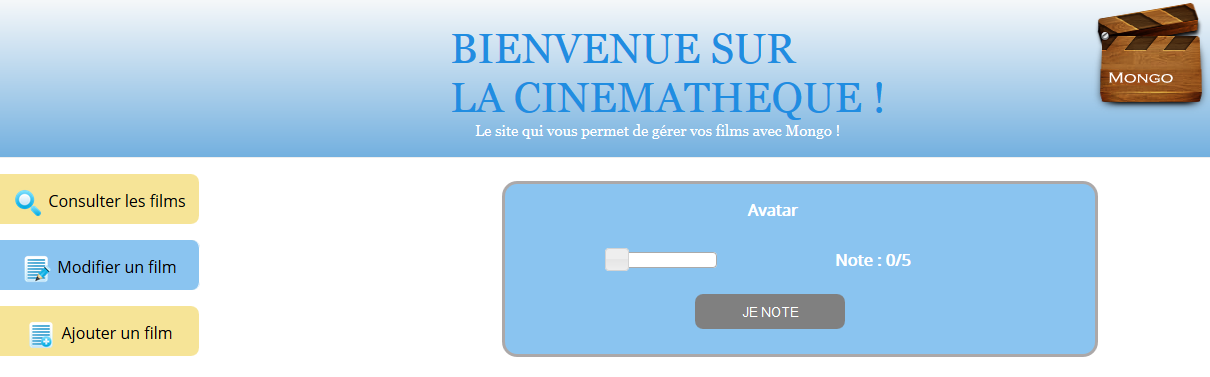 BIENVENUE SUR
LA CINEMATHEQUE !
Le site qui vous permet de gérer vos films avec Mongo !
MONGO
Consulter les films
Modifier un film
Ajouter un film
Avatar
Note : 0/5
JE NOTE